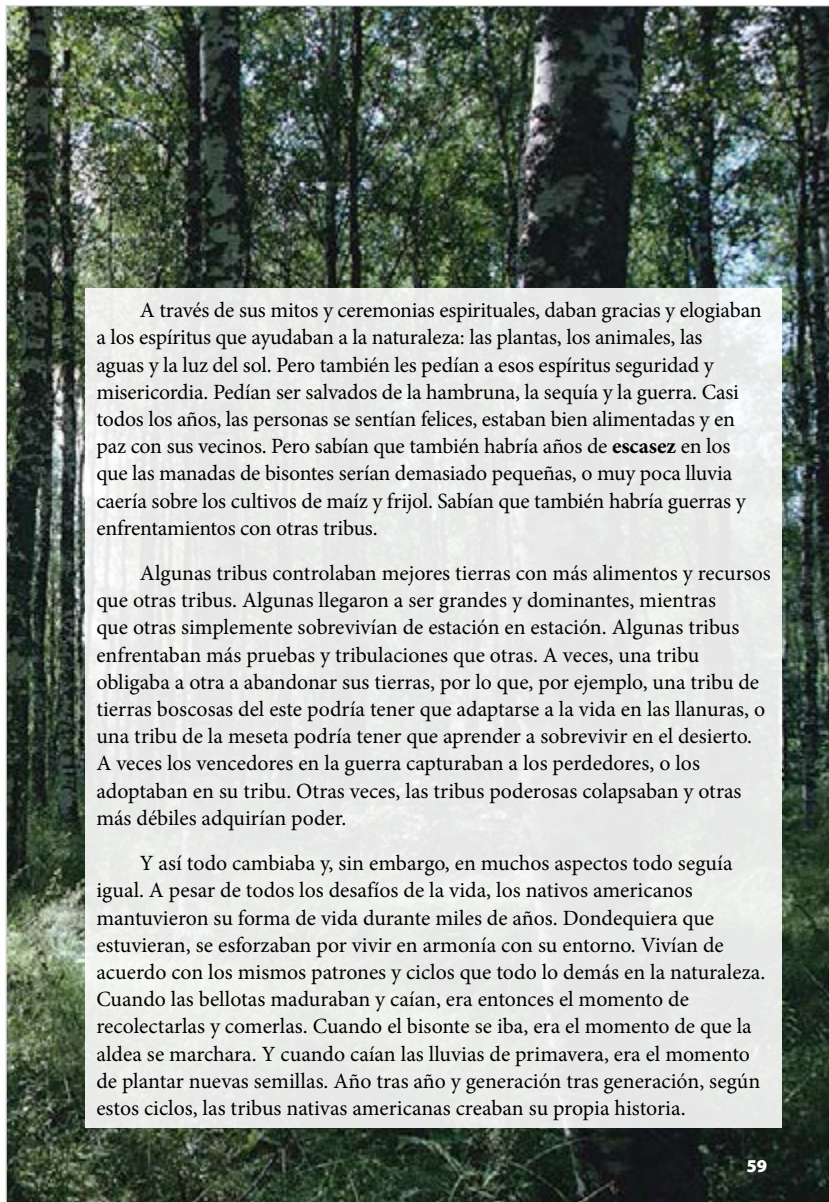 A través de sus mitos y ceremonias espirituales, daban gracias y elogiaban
a los espíritus que ayudaban a la naturaleza: las plantas, los animales, las
aguas y la luz del sol. Pero también les pedían a esos espíritus seguridad y
misericordia. Pedían ser salvados de la hambruna, la sequía y la guerra. Casi
todos los años, las personas se sentían felices, estaban bien alimentadas y en
paz con sus vecinos. Pero sabían que también habría años de escasez en los
que las manadas de bisontes serían demasiado pequeñas, o muy poca lluvia
caería sobre los cultivos de maíz y frijol. Sabían que también habría guerras y
enfrentamientos con otras tribus.
Algunas tribus controlaban mejores tierras con más alimentos y recursos
que otras tribus. Algunas llegaron a ser grandes y dominantes, mientras
que otras simplemente sobrevivían de estación en estación. Algunas tribus
enfrentaban más pruebas y tribulaciones que otras. A veces, una tribu
obligaba a otra a abandonar sus tierras, por lo que, por ejemplo, una tribu de
tierras boscosas del este podría tener que adaptarse a la vida en las llanuras, o
una tribu de la meseta podría tener que aprender a sobrevivir en el desierto.
A veces los vencedores en la guerra capturaban a los perdedores, o los
adoptaban en su tribu. Otras veces, las tribus poderosas colapsaban y otras
más débiles adquirían poder.
Y así todo cambiaba y, sin embargo, en muchos aspectos todo seguía
igual. A pesar de todos los desafíos de la vida, los nativos americanos
mantuvieron su forma de vida durante miles de años. Dondequiera que
estuvieran, se esforzaban por vivir en armonía con su entorno. Vivían de
acuerdo con los mismos patrones y ciclos que todo lo demás en la naturaleza.
Cuando las bellotas maduraban y caían, era entonces el momento de
recolectarlas y comerlas. Cuando el bisonte se iba, era el momento de que la
aldea se marchara. Y cuando caían las lluvias de primavera, era el momento
de plantar nuevas semillas. Año tras año y generación tras generación, según
estos ciclos, las tribus nativas americanas creaban su propia historia.
59